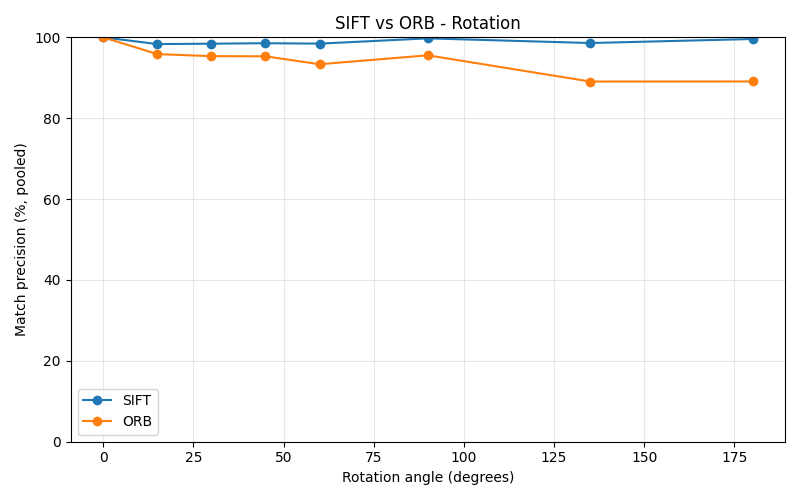 SIFT vs ORB - Rotation
100
80
60
40
20
0
Match precision (%, pooled)
SIFT
ORB
0 25 50 75 100 125 150 175
Rotation angle (degrees)